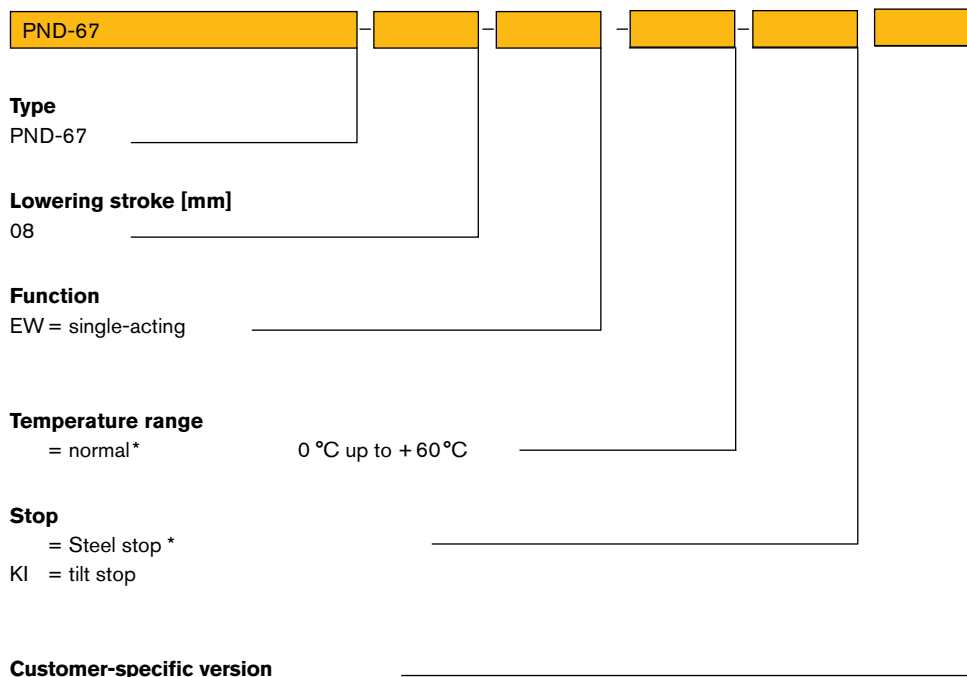 PND-67 – – – –
Type
PND-67
Lowering stroke [mm]
08
Function
EW = single-acting
Temperature range
= normal* 0 °C up to +60 °C
Stop
= Steel stop *
KI = tilt stop
Customer-specific version